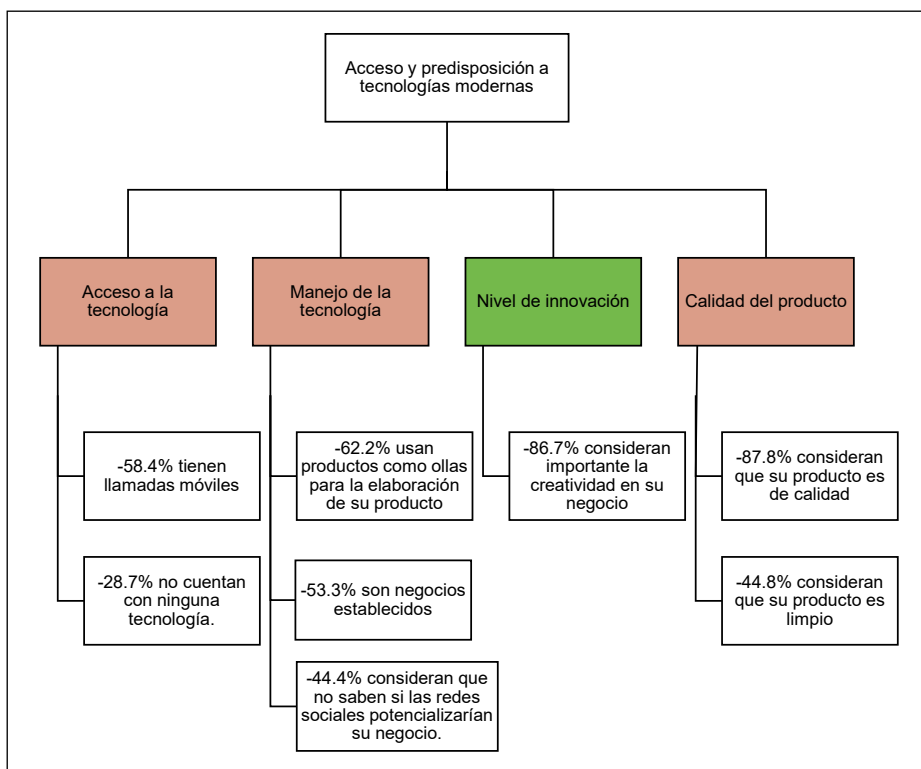 Acceso y predisposición a
tecnologías modernas
Acceso a la
tecnología
Manejo de la
tecnología
Nivel de innovación
Calidad del producto
-58.4% tienen
llamadas móviles
-62.2% usan
productos como ollas
para la elaboración
de su producto
-86.7% consideran
importante la
creatividad en su
negocio
-87.8% consideran
que su producto es
de calidad
-28.7% no cuentan
con ninguna
tecnología.
-53.3% son negocios
establecidos
-44.8% consideran
que su producto es
limpio
-44.4% consideran que
no saben si las redes
sociales potencializarían
su negocio.